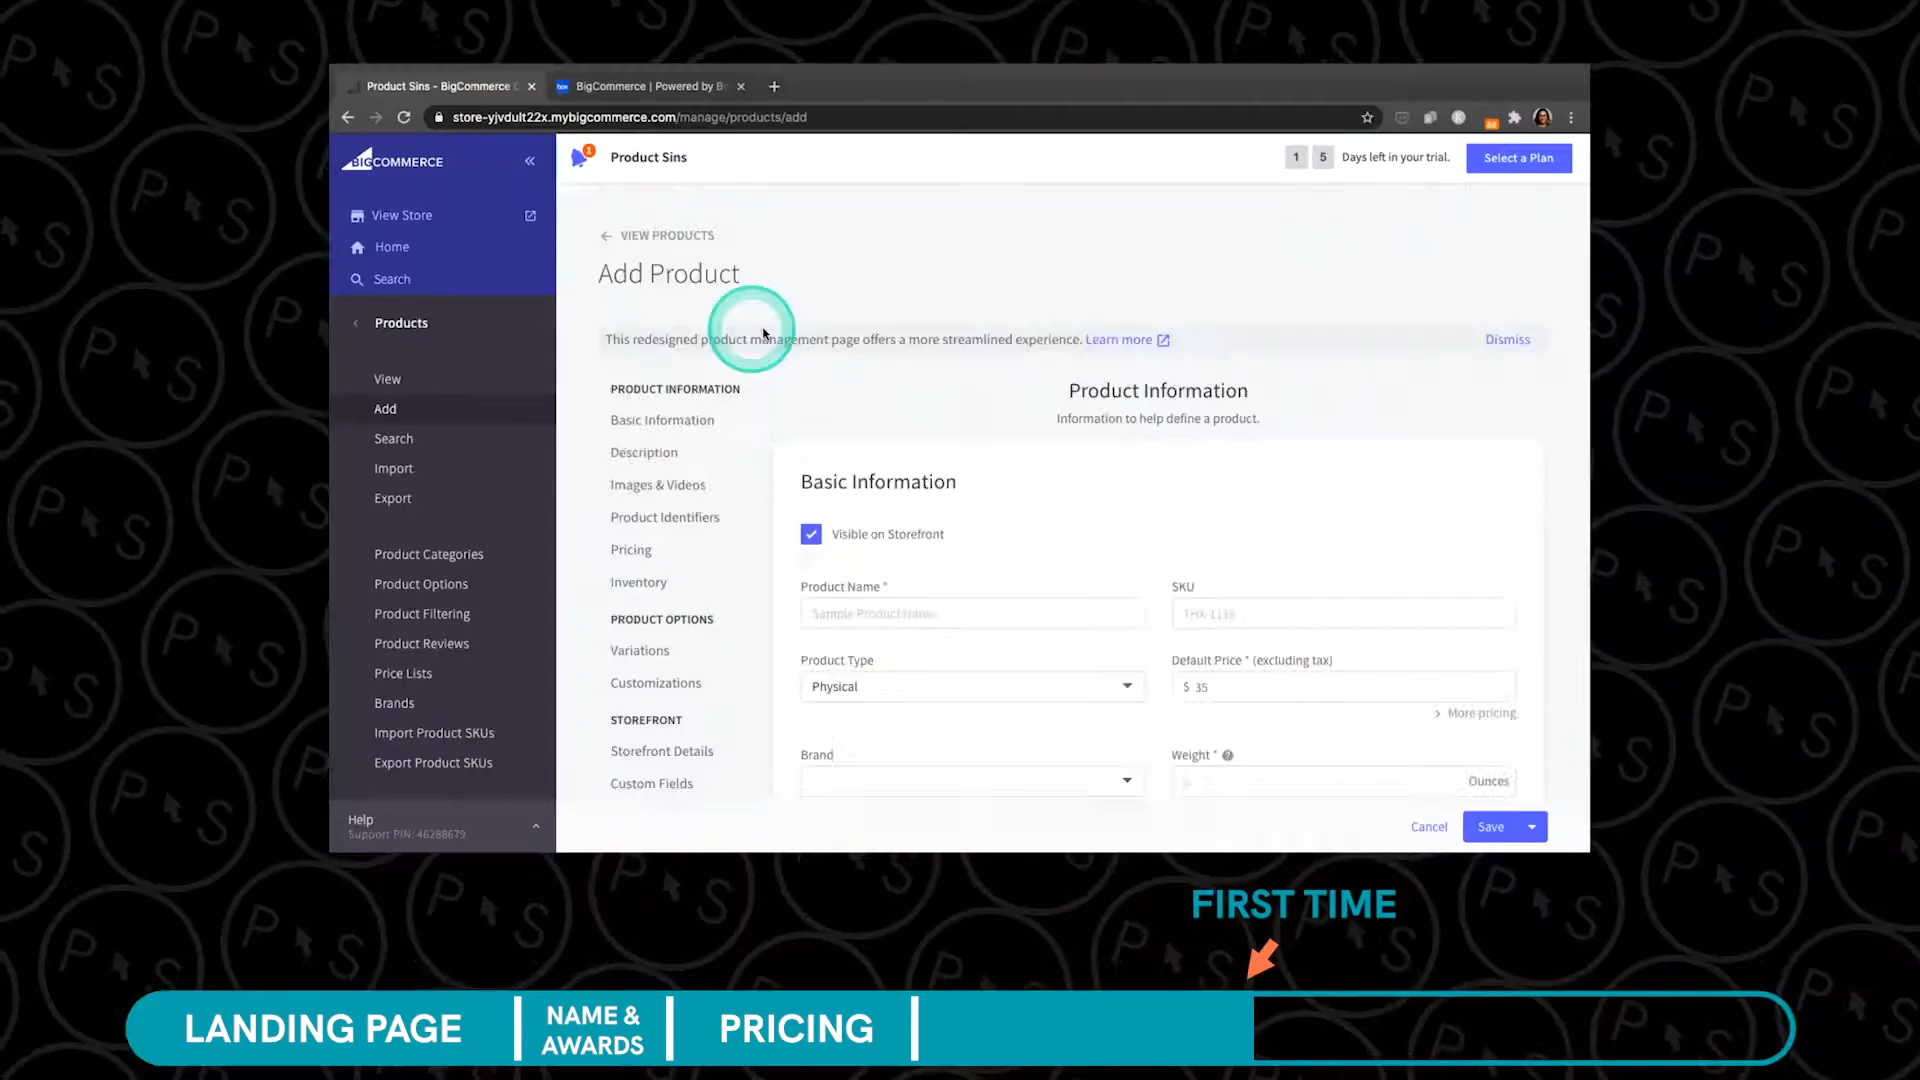 Product Sins - BigCommerce
BigCommerce | Powered by B
store-yjvdult22x.mybigcommerce.com/manage/products/add
BIGCOMMERCE
1
Product Sins
1 5 Days left in your trial.
Select a Plan
View Store
Home
Search
Products
View
Add
Search
Import
Export
Product Categories
Product Options
Product Filtering
Product Reviews
Price Lists
Brands
Import Product SKUs
Export Product SKUs
Help
Support PIN: 46288679
VIEW PRODUCTS
Add Product
This redesigned product management page offers a more streamlined experience. Learn more
Dismiss
PRODUCT INFORMATION
Basic Information
Description
Images & Videos
Product Identifiers
Pricing
Inventory
PRODUCT OPTIONS
Variations
Customizations
STOREFRONT
Storefront Details
Custom Fields
Product Information
Information to help define a product.
Basic Information
Visible on Storefront
Product Name *
Sample Product Name
SKU
THX-1138
Product Type
Physical
Default Price * (excluding tax)
$ 35
More pricing
Brand
Weight *
Ounces
Cancel
Save
FIRST TIME
LANDING PAGE
NAME &
AWARDS
PRICING